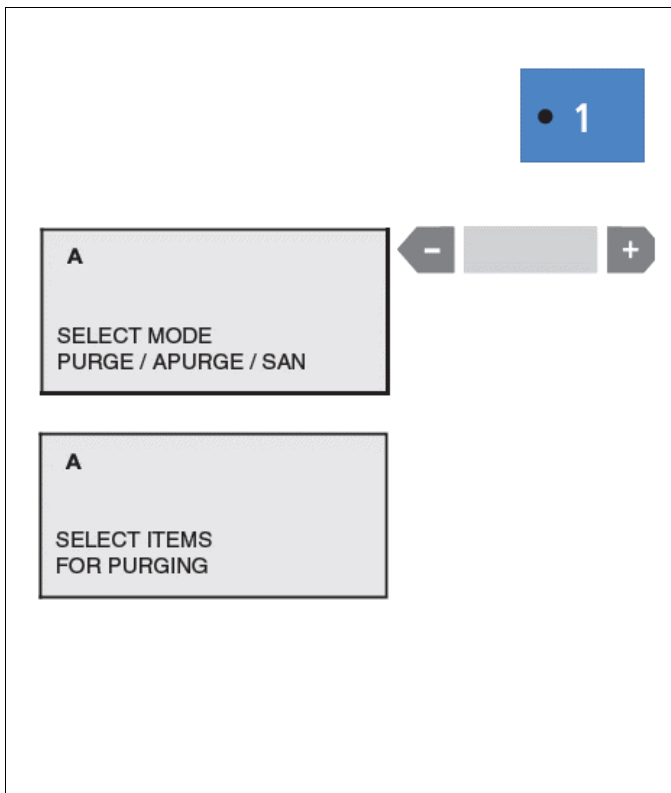 • 1
A
- +
SELECT MODE
PURGE / APURGE / SAN
A
SELECT ITEMS
FOR PURGING